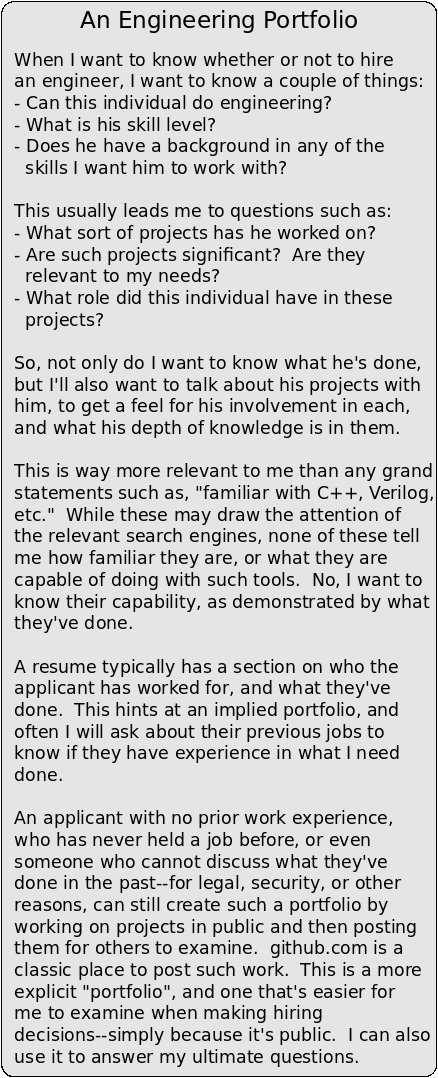 An Engineering Portfolio
When I want to know whether or not to hire
an engineer, I want to know a couple of things:
- Can this individual do engineering?
- What is his skill level?
- Does he have a background in any of the
skills I want him to work with?
This usually leads me to questions such as:
- What sort of projects has he worked on?
- Are such projects significant?  Are they
relevant to my needs?
- What role did this individual have in these
projects?
So, not only do I want to know what he's done,
but I'll also want to talk about his projects with
him, to get a feel for his involvement in each,
and what his depth of knowledge is in them.
This is way more relevant to me than any grand
statements such as, "familiar with C++, Verilog,
etc."  While these may draw the attention of
the relevant search engines, none of these tell
me how familiar they are, or what they are
capable of doing with such tools.  No, I want to
know their capability, as demonstrated by what
they've done.
A resume typically has a section on who the
applicant has worked for, and what they've
done.  This hints at an implied portfolio, and
often I will ask about their previous jobs to
know if they have experience in what I need
done.
An applicant with no prior work experience,
who has never held a job before, or even
someone who cannot discuss what they've
done in the past--for legal, security, or other
reasons, can still create such a portfolio by
working on projects in public and then posting
them for others to examine.  github.com is a
classic place to post such work.  This is a more
explicit "portfolio", and one that's easier for
me to examine when making hiring
decisions--simply because it's public.  I can also
use it to answer my ultimate questions.